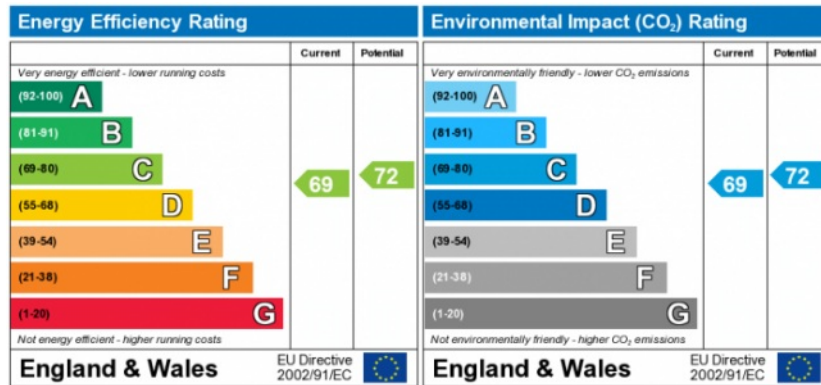 Energy Efficiency Rating
Current Potential
Very energy efficient - lower running costs
(92-100) A
(81-91) B
(69-80) C
(55-68) D
(39-54) E
(21-38) F
(1-20) G
69
72
Not energy efficient - higher running costs
England & Wales
EU Directive
2002/91/EC
Environmental Impact (CO₂) Rating
Current Potential
Very environmentally friendly - lower CO₂ emissions
(92-100) A
(81-91) B
(69-80) C
(55-68) D
(39-54) E
(21-38) F
(1-20) G
69
72
Not environmentally friendly - higher CO₂ emissions
England & Wales
EU Directive
2002/91/EC